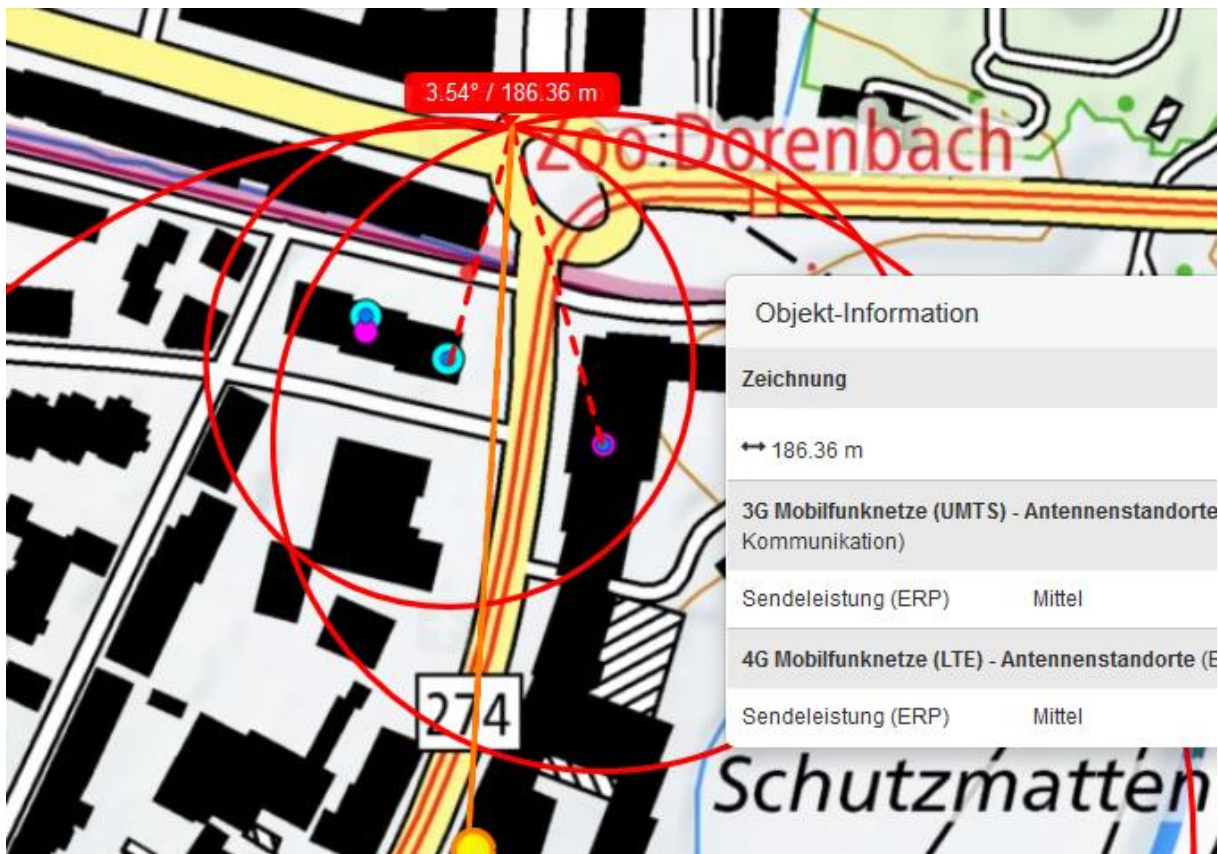 3.54° / 186.36 m
Zoo Dorenbach
Objekt-Information
Zeichnung
↔ 186.36 m
3G Mobilfunknetze (UMTS) - Antennenstandorte
Kommunikation)
Sendeleistung (ERP) Mittel
4G Mobilfunknetze (LTE) - Antennenstandorte (B
Sendeleistung (ERP) Mittel
274
Schutzmatten